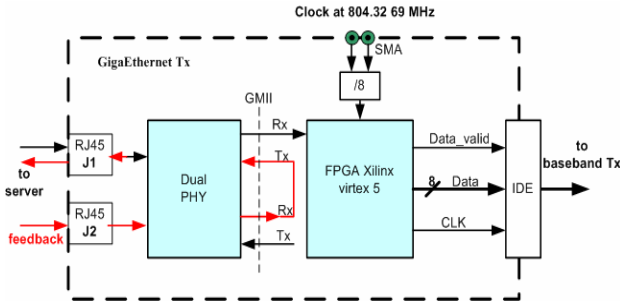 Clock at 804.32 69 MHz
SMA
GigaEthernet Tx
/8
GMII
Rx
RJ45
J1
Tx
Data_valid
to
server
Dual
PHY
FPGA Xilinx
virtex 5
8
Data
IDE
to
baseband Tx
RJ45
J2
feedback
Rx
Tx
CLK